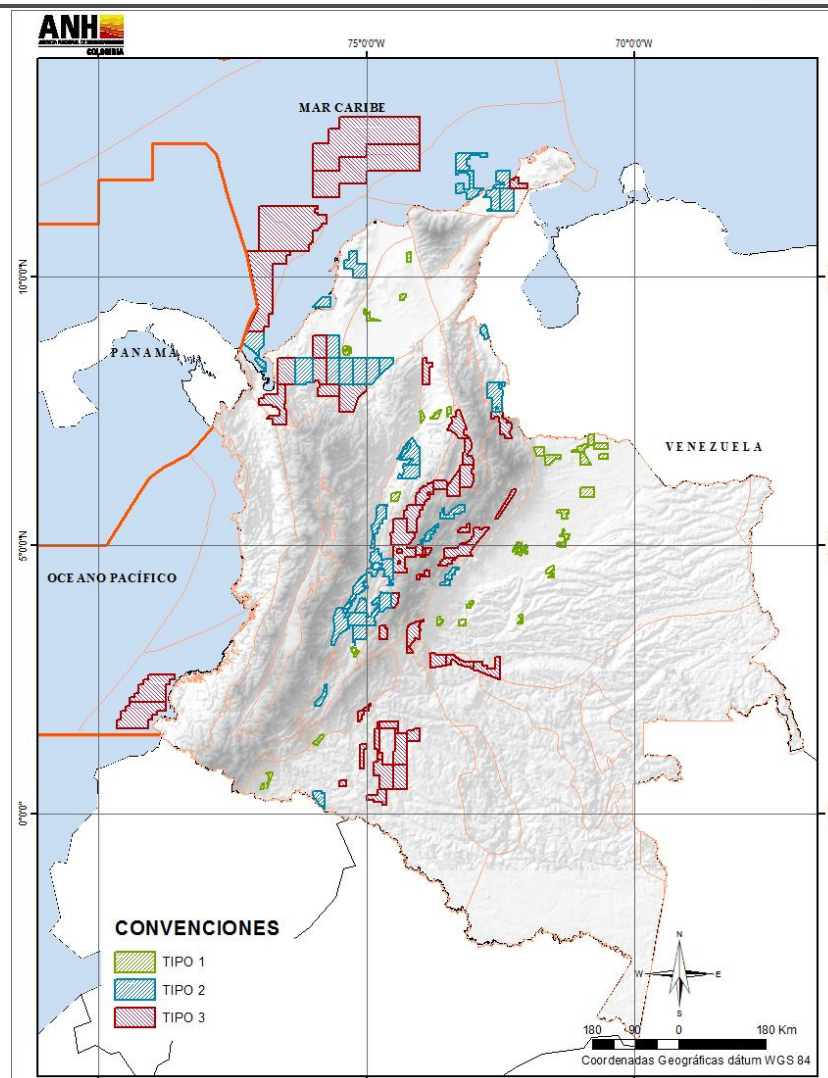 ANH
COLOMBIA
75°0'0"W
70°0'0"W
MAR CARIBE
10°0'0"N
PANAMA
VENEZUELA
5°0'0"N
OCEANO PACÍFICO
0°0'0"
CONVENCIONES
TIPO 1
TIPO 2
TIPO 3
N
W
E
S
180
90
0
180 Km
Coordenadas Geográficas dátum WGS 84